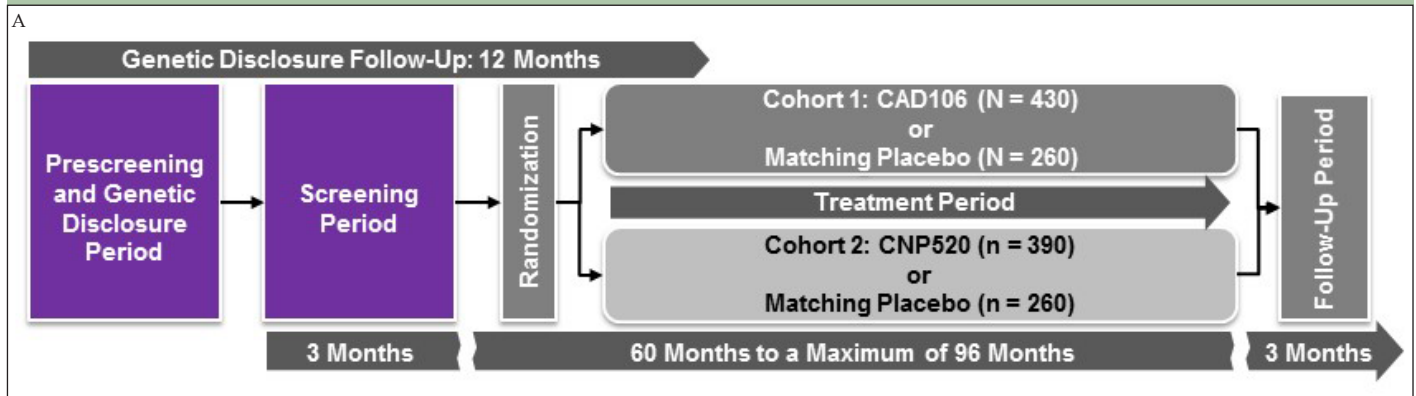 A
Genetic Disclosure Follow-Up: 12 Months
Prescreening
and Genetic
Disclosure
Period
Screening
Period
Randomization
Cohort 1: CAD106 (N = 430)
or
Matching Placebo (N = 260)
Treatment Period
Cohort 2: CNP520 (n = 390)
or
Matching Placebo (n = 260)
Follow-Up Period
3 Months
60 Months to a Maximum of 96 Months
3 Months